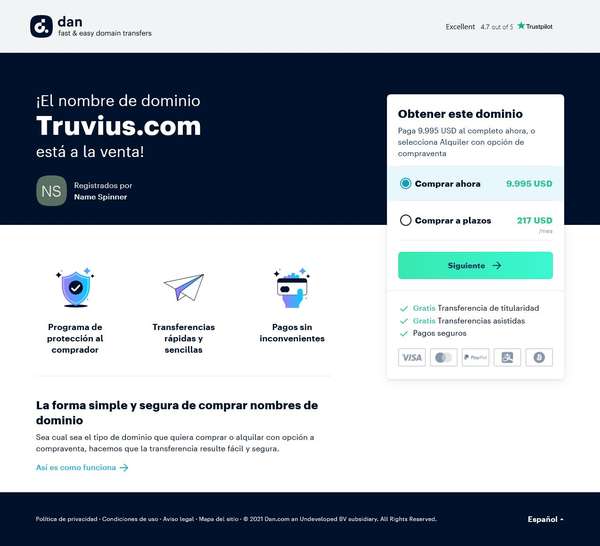 dan
fast & easy domain transfers
Excellent 4.7 out of 5 Trustpilot
¡El nombre de dominio
Truvius.com
está a la venta!
NS
Registrados por
Name Spinner
Obtener este dominio
Paga 9.995 USD al completo ahora, o
selecciona Alquiler con opción de
compraventa
Comprar ahora 9.995 USD
Comprar a plazos 217 USD
/mes
Siguiente
Gratis Transferencia de titularidad
Gratis Transferencias asistidas
Pagos seguros
VISA
PayPal
Programa de
protección al
comprador
Transferencias
rápidas y
sencillas
Pagos sin
inconvenientes
La forma simple y segura de comprar nombres de
dominio
Sea cual sea el tipo de dominio que quiera comprar o alquilar con opción a
compraventa, hacemos que la transferencia resulte fácil y segura.
Así es como funciona
Política de privacidad · Condiciones de uso · Aviso legal · Mapa del sitio · © 2021 Dan.com an Undeveloped BV subsidiary. All Rights Reserved.
Español